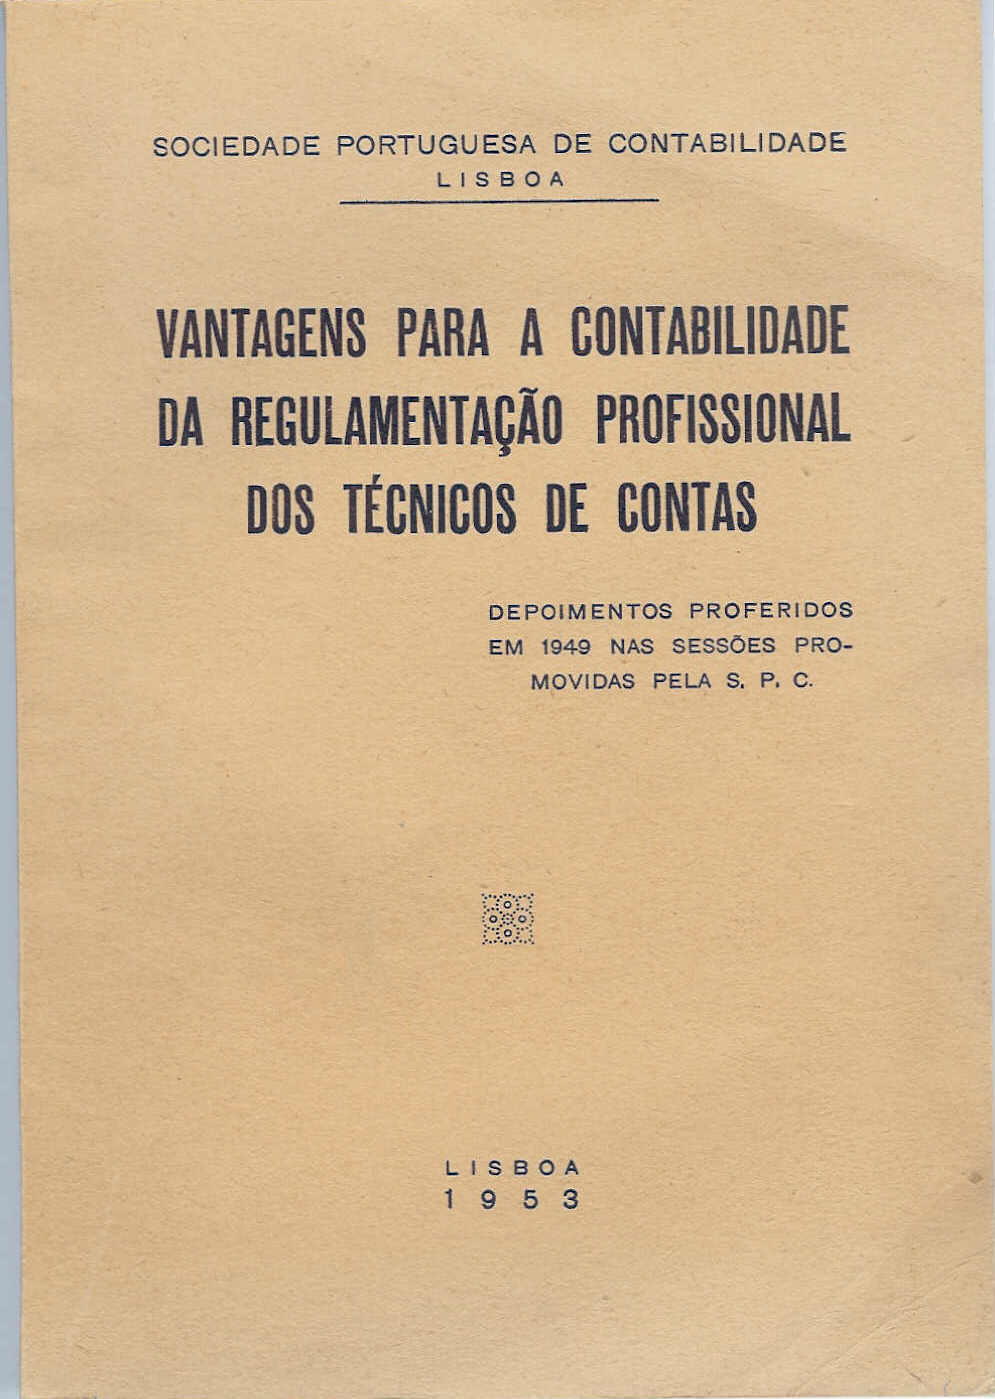 SOCIEDADE PORTUGUESA DE CONTABILIDADE
LISBOA
VANTAGENS PARA A CONTABILIDADE
DA REGULAMENTAÇÃO PROFISSIONAL
DOS TÉCNICOS DE CONTAS
DEPOIMENTOS PROFERIDOS
EM 1949 NAS SESSÕES PRO-
MOVIDAS PELA S. P. C.
LISBOA
1953